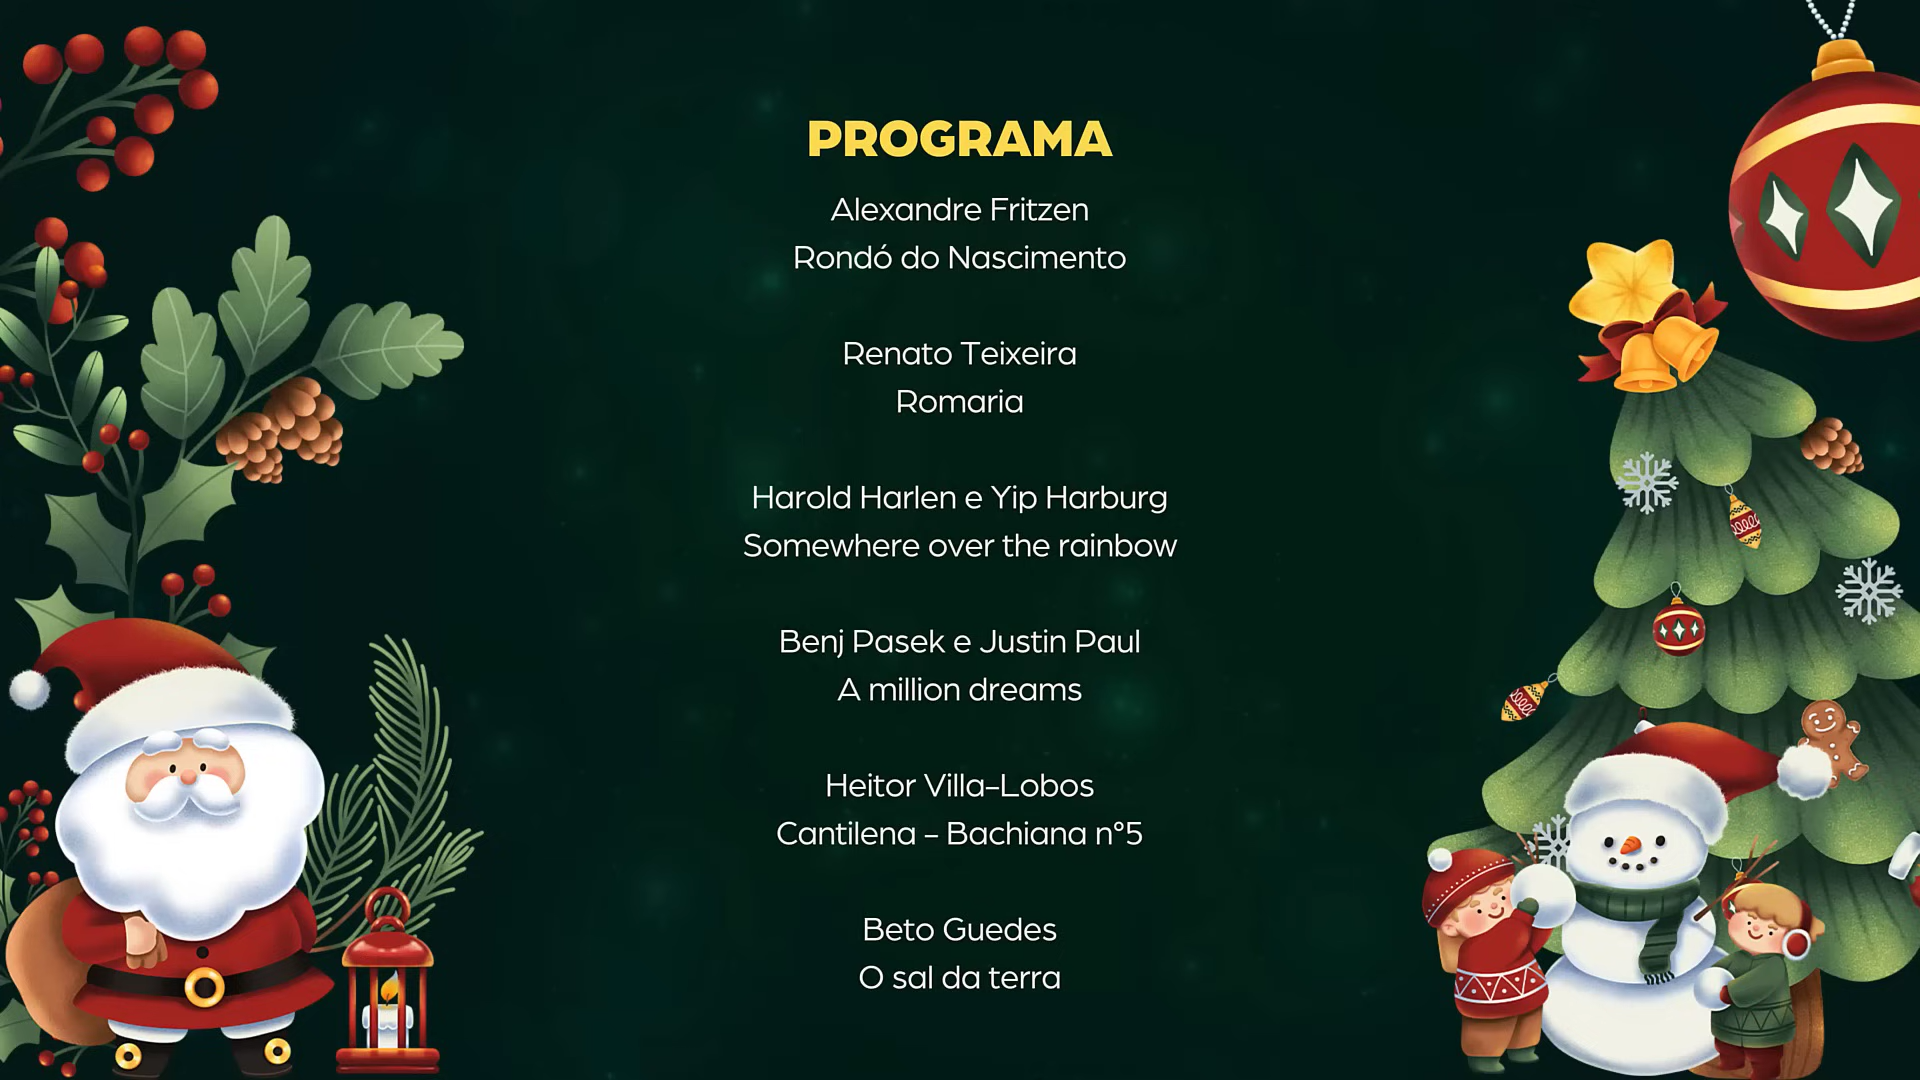 PROGRAMA
Alexandre Fritzen
Rondó do Nascimento
Renato Teixeira
Romaria
Harold Harlen e Yip Harburg
Somewhere over the rainbow
Benj Pasek e Justin Paul
A million dreams
Heitor Villa-Lobos
Cantilena - Bachiana n°5
Beto Guedes
O sal da terra